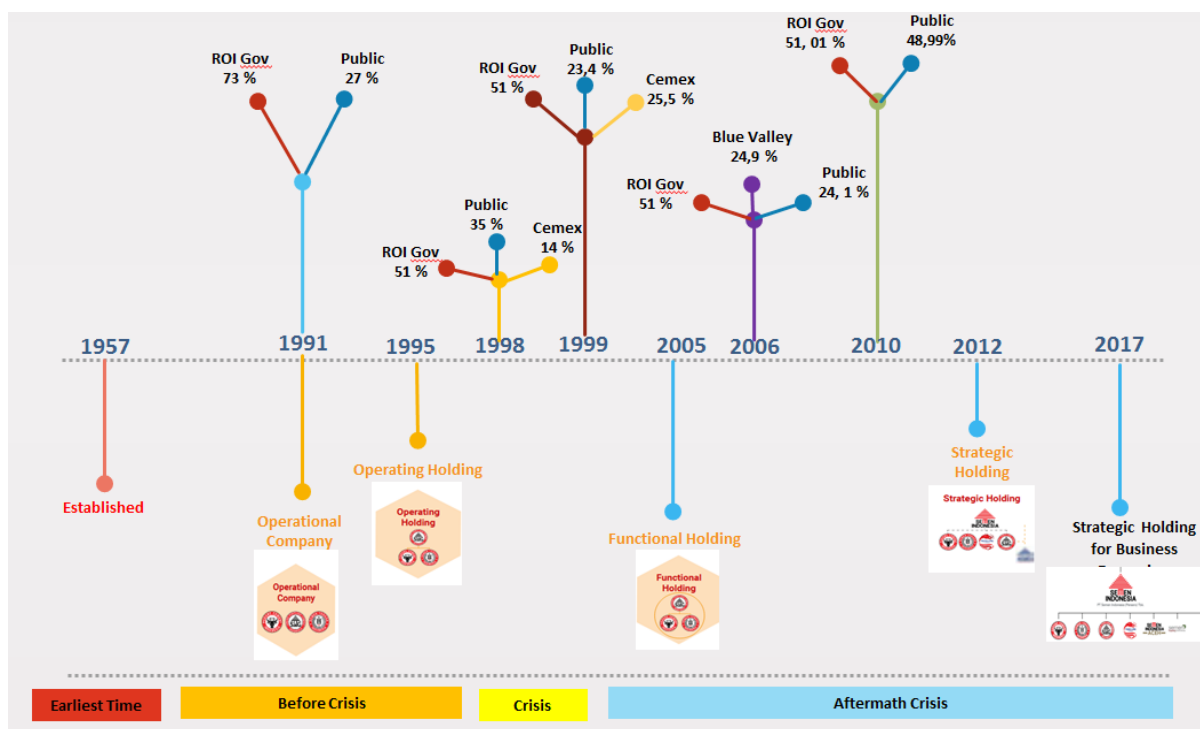 ROI Gov
73 %
Public
27 %
ROI Gov
51 %
Public
35 %
Cemex
14 %
ROI Gov
51 %
Public
23,4 %
Cemex
25,5 %
ROI Gov
51 %
Blue Valley
24,9 %
Public
24, 1 %
ROI Gov
51, 01 %
Public
48,99%
1957
1991
1995
1998
1999
2005
2006
2010
2012
2017
Established
Operational
Company
Operational
Company
Operating Holding
Operating
Holding
Functional Holding
Functional
Holding
Strategic
Holding
Strategic Holding
INDONESIA
Strategic Holding
for Business
INDONESIA
Earliest Time
Before Crisis
Crisis
Aftermath Crisis